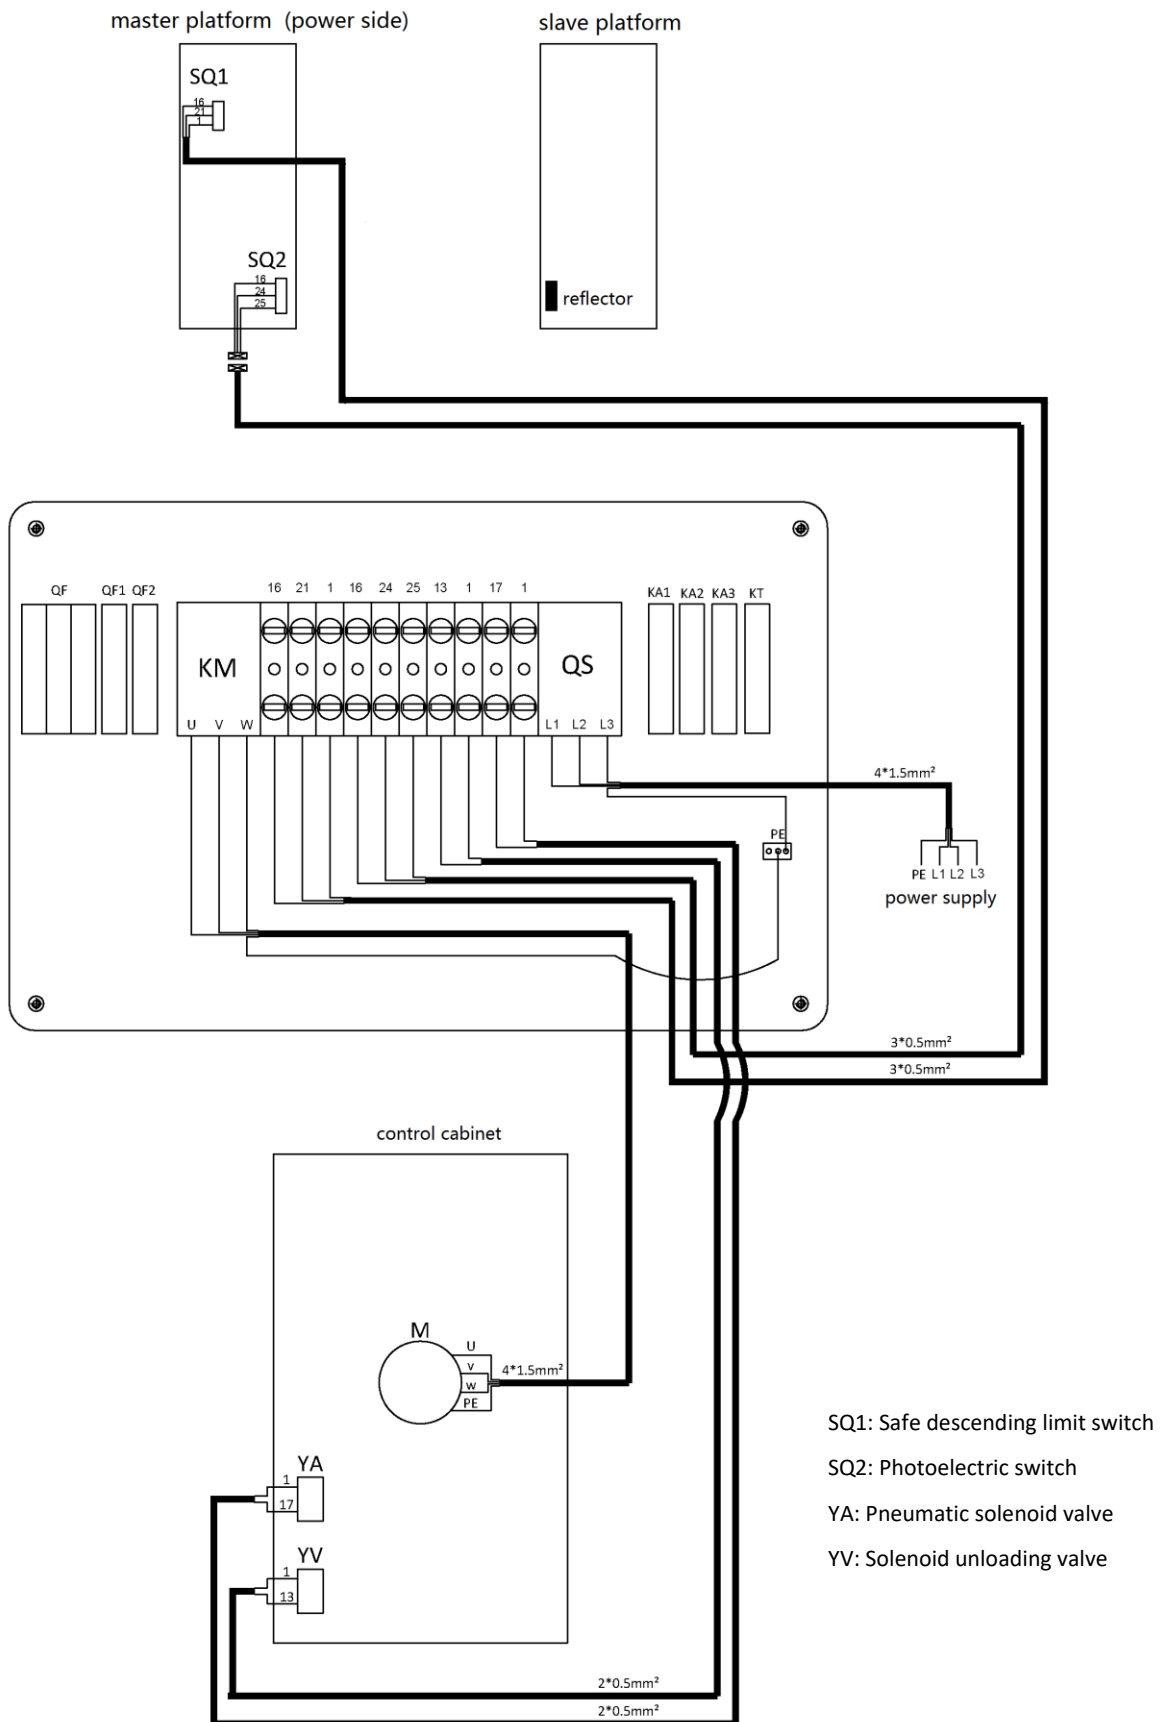 master platform (power side)
slave platform
SQ1
16
21
1
SQ2
16
24
25
reflector
QF QF1 QF2
16 21 1 16 24 25 13 1 17 1
KA1 KA2 KA3 KT
KM
QS
U V W
L1 L2 L3
4*1.5mm²
PE
PE L1 L2 L3
power supply
3*0.5mm²
3*0.5mm²
control cabinet
M
U
V
W
PE
4*1.5mm²
YA
1
17
YV
1
13
2*0.5mm²
2*0.5mm²
SQ1: Safe descending limit switch
SQ2: Photoelectric switch
YA: Pneumatic solenoid valve
YV: Solenoid unloading valve